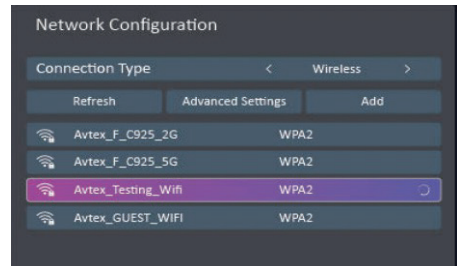 Network Configuration
Connection Type < Wireless >
Refresh Advanced Settings Add
Avtex_F_C925_2G WPA2
Avtex_F_C925_5G WPA2
Avtex_Testing_Wifi WPA2
Avtex_GUEST_WIFI WPA2